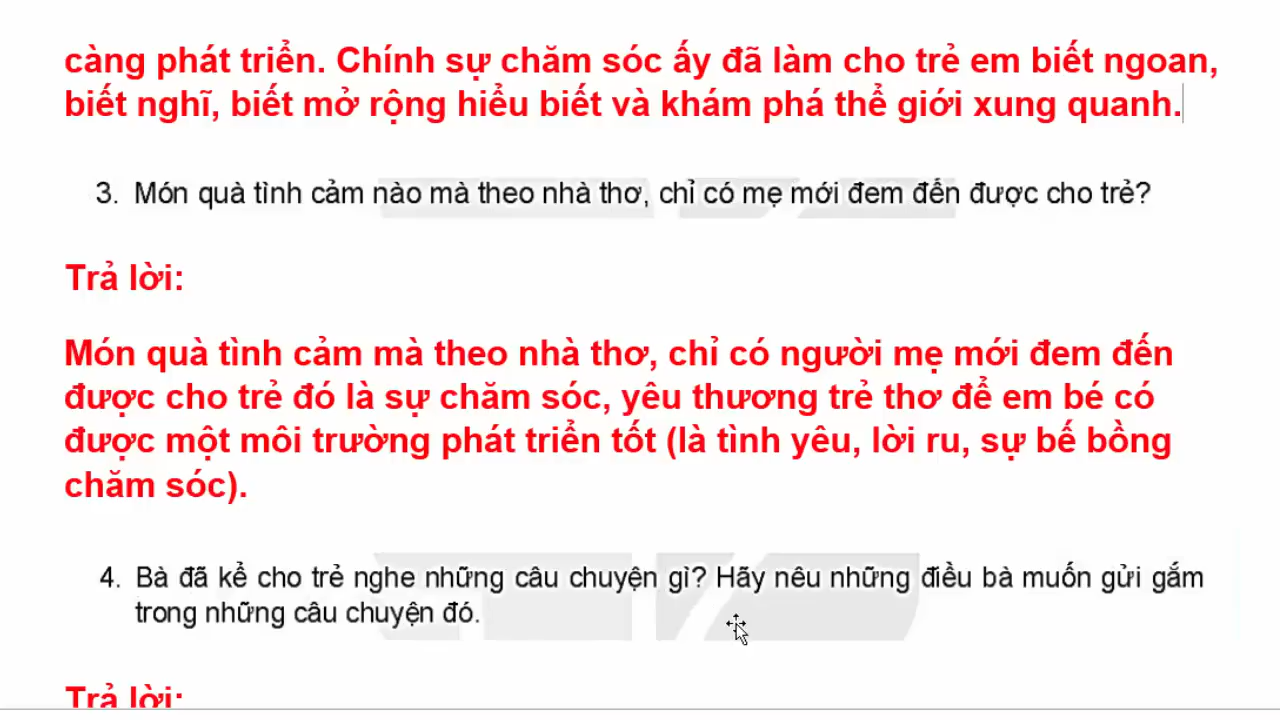 càng phát triển. Chính sự chăm sóc ấy đã làm cho trẻ em biết ngoan,
biết nghĩ, biết mở rộng hiểu biết và khám phá thể giới xung quanh.
3. Món quà tình cảm nào mà theo nhà thơ, chỉ có mẹ mới đem đến được cho trẻ?
Trả lời:
Món quà tình cảm mà theo nhà thơ, chỉ có người mẹ mới đem đến
được cho trẻ đó là sự chăm sóc, yêu thương trẻ thơ để em bé có
được một môi trường phát triển tốt (là tình yêu, lời ru, sự bế bồng
chăm sóc).
4. Bà đã kể cho trẻ nghe những câu chuyện gì? Hãy nêu những điều bà muốn gửi gắm
trong những câu chuyện đó.
Trả lời: